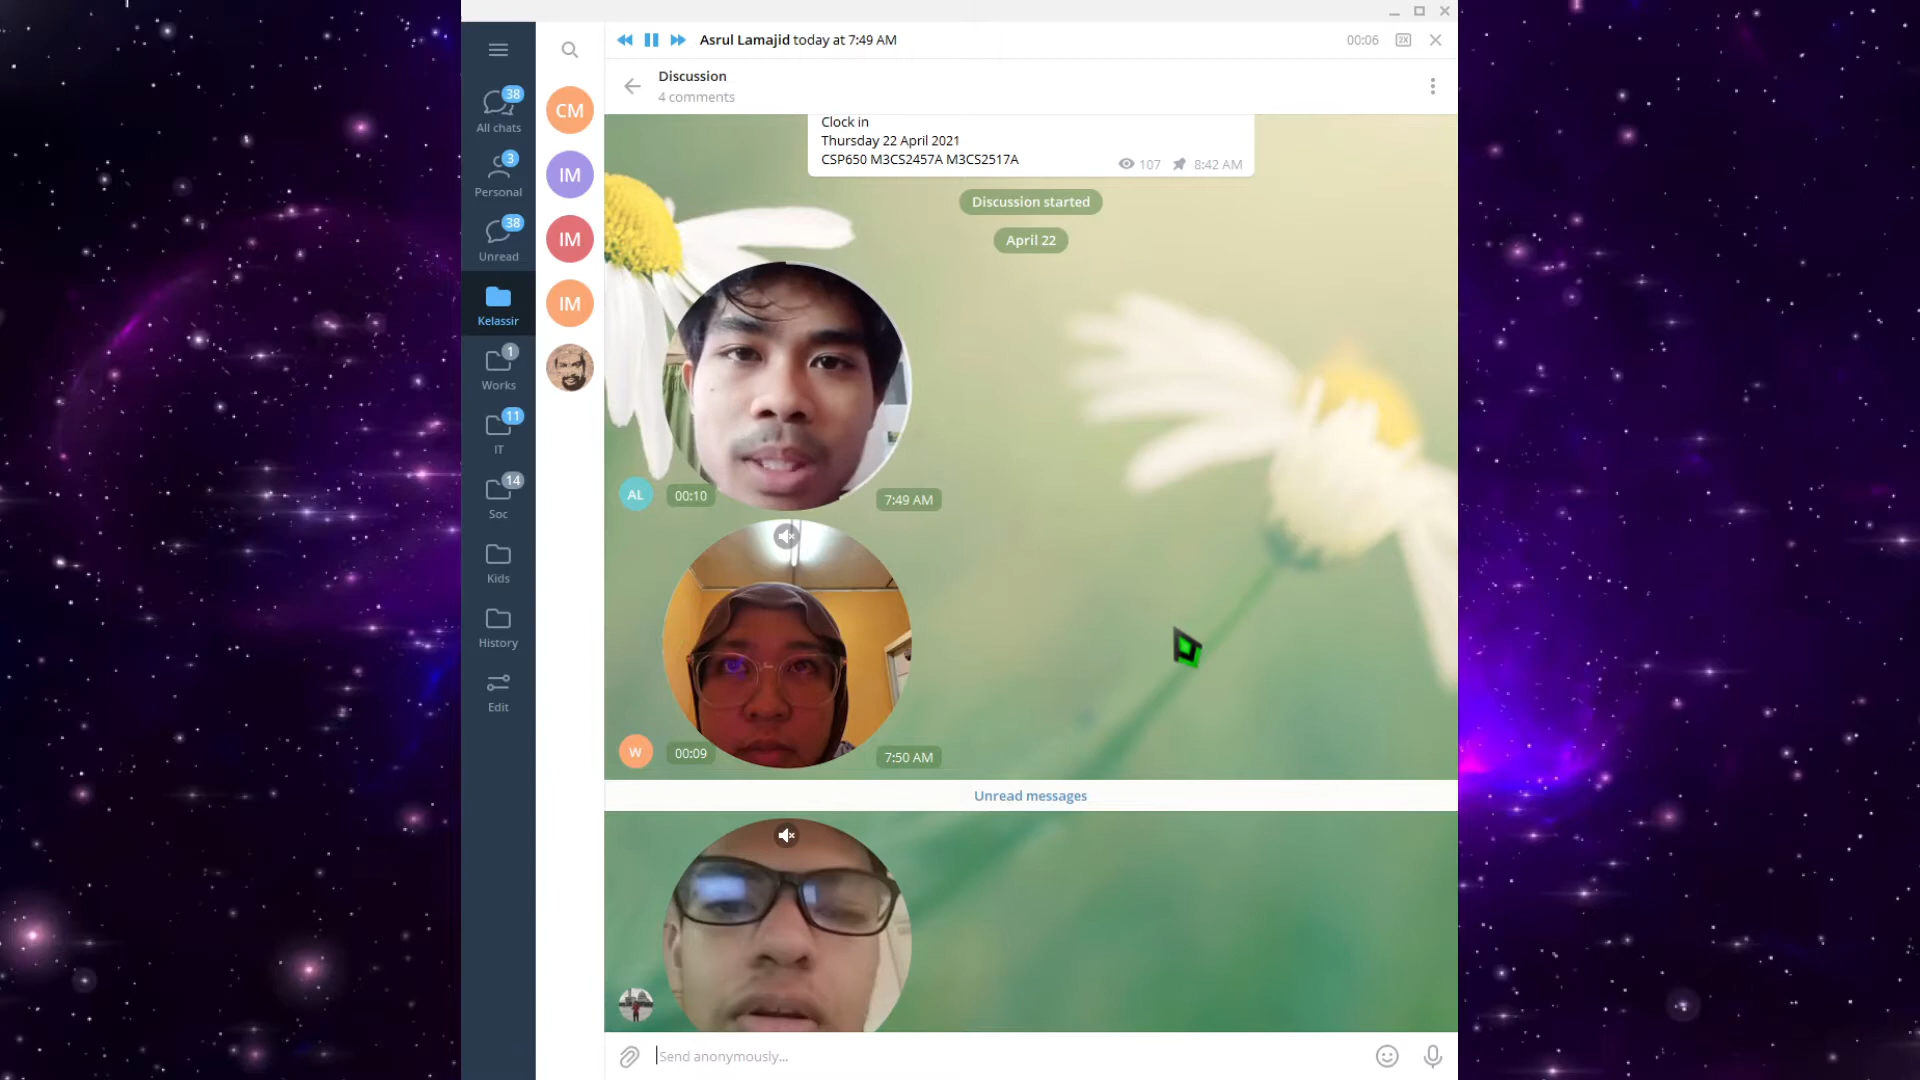 Asrul Lamajid today at 7:49 AM
00:06
2X
Discussion
4 comments
38
All chats
3
Personal
38
Unread
Kelassir
1
Works
11
IT
14
Soc
Kids
History
Edit
CM
IM
IM
IM
Clock in
Thursday 22 April 2021
CSP650 M3CS2457A M3CS2517A
107
8:42 AM
Discussion started
April 22
AL
00:10
7:49 AM
W
00:09
7:50 AM
Unread messages
Send anonymously...